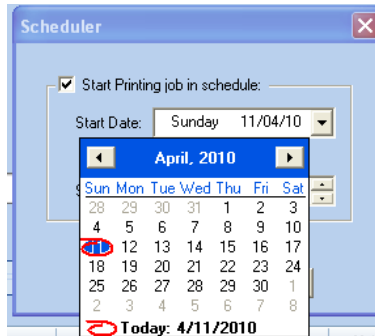 Scheduler
Start Printing job in schedule:
Start Date: Sunday 11/04/10
April, 2010
Sun Mon Tue Wed Thu Fri Sat
28 29 30 31 1 2 3
4 5 6 7 8 9 10
11 12 13 14 15 16 17
18 19 20 21 22 23 24
25 26 27 28 29 30 1
2 3 4 5 6 7 8
Today: 4/11/2010